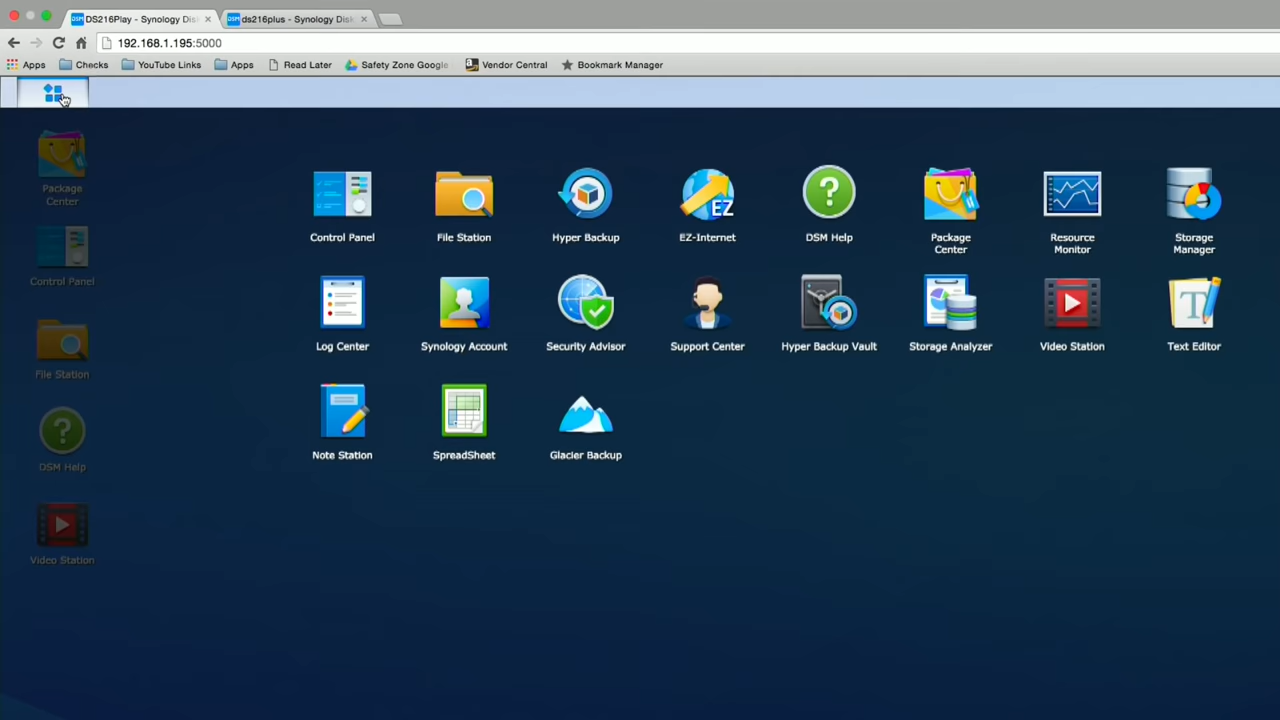 DS216Play - Synology Dis
ds216plus - Synology Disk
192.168.1.195:5000
Apps
Checks
YouTube Links
Apps
Read Later
Safety Zone Google
Vendor Central
Bookmark Manager
Package
Center
Control Panel
File Station
DSM Help
Video Station
Control Panel
File Station
Hyper Backup
EZ
EZ-Internet
DSM Help
Package
Center
Resource
Monitor
Storage
Manager
Log Center
Synology Account
Security Advisor
Support Center
Hyper Backup Vault
Storage Analyzer
Video Station
Text Editor
Note Station
SpreadSheet
Glacier Backup